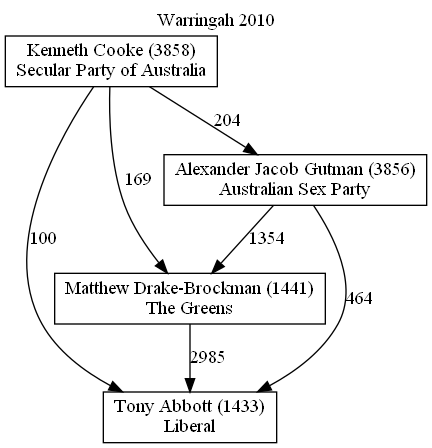 Warringah 2010
Kenneth Cooke (3858)
Secular Party of Australia
204
Alexander Jacob Gutman (3856)
Australian Sex Party
169
100
1354
464
Matthew Drake-Brockman (1441)
The Greens
2985
Tony Abbott (1433)
Liberal